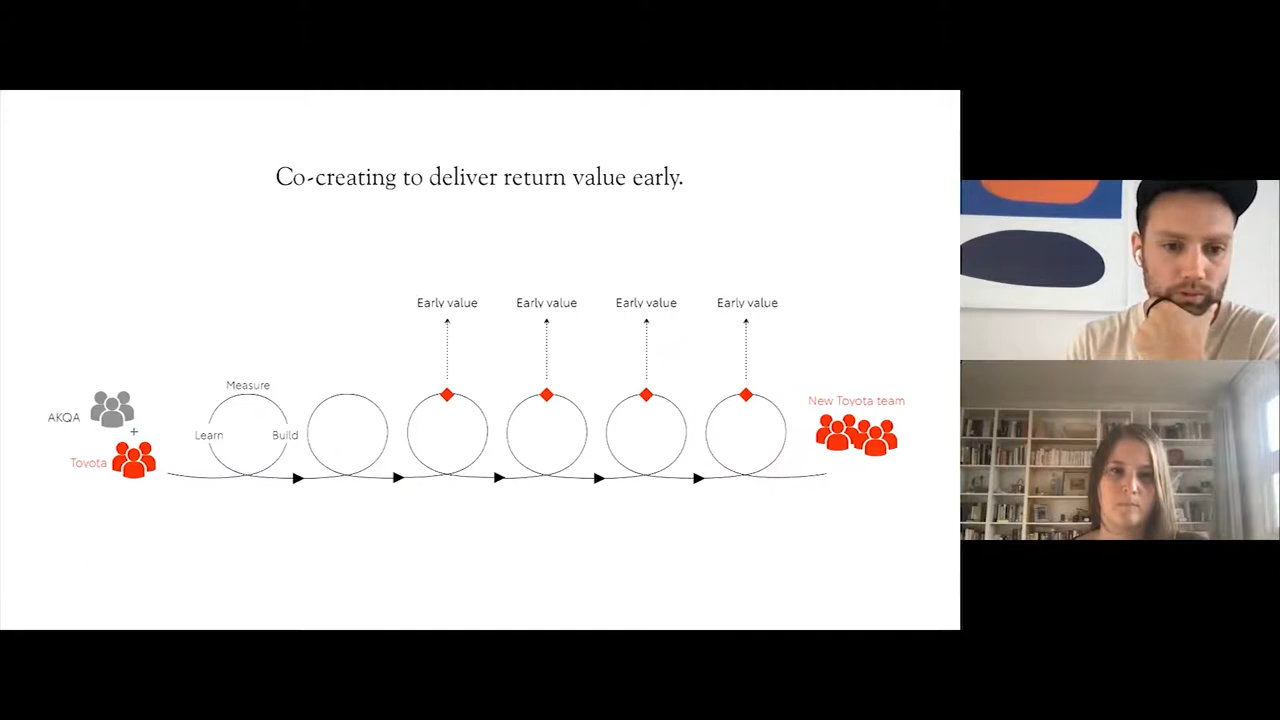 Co-creating to deliver return value early.
Early value
Early value
Early value
Early value
Measure
Learn
Build
AKQA
+
Toyota
New Toyota team